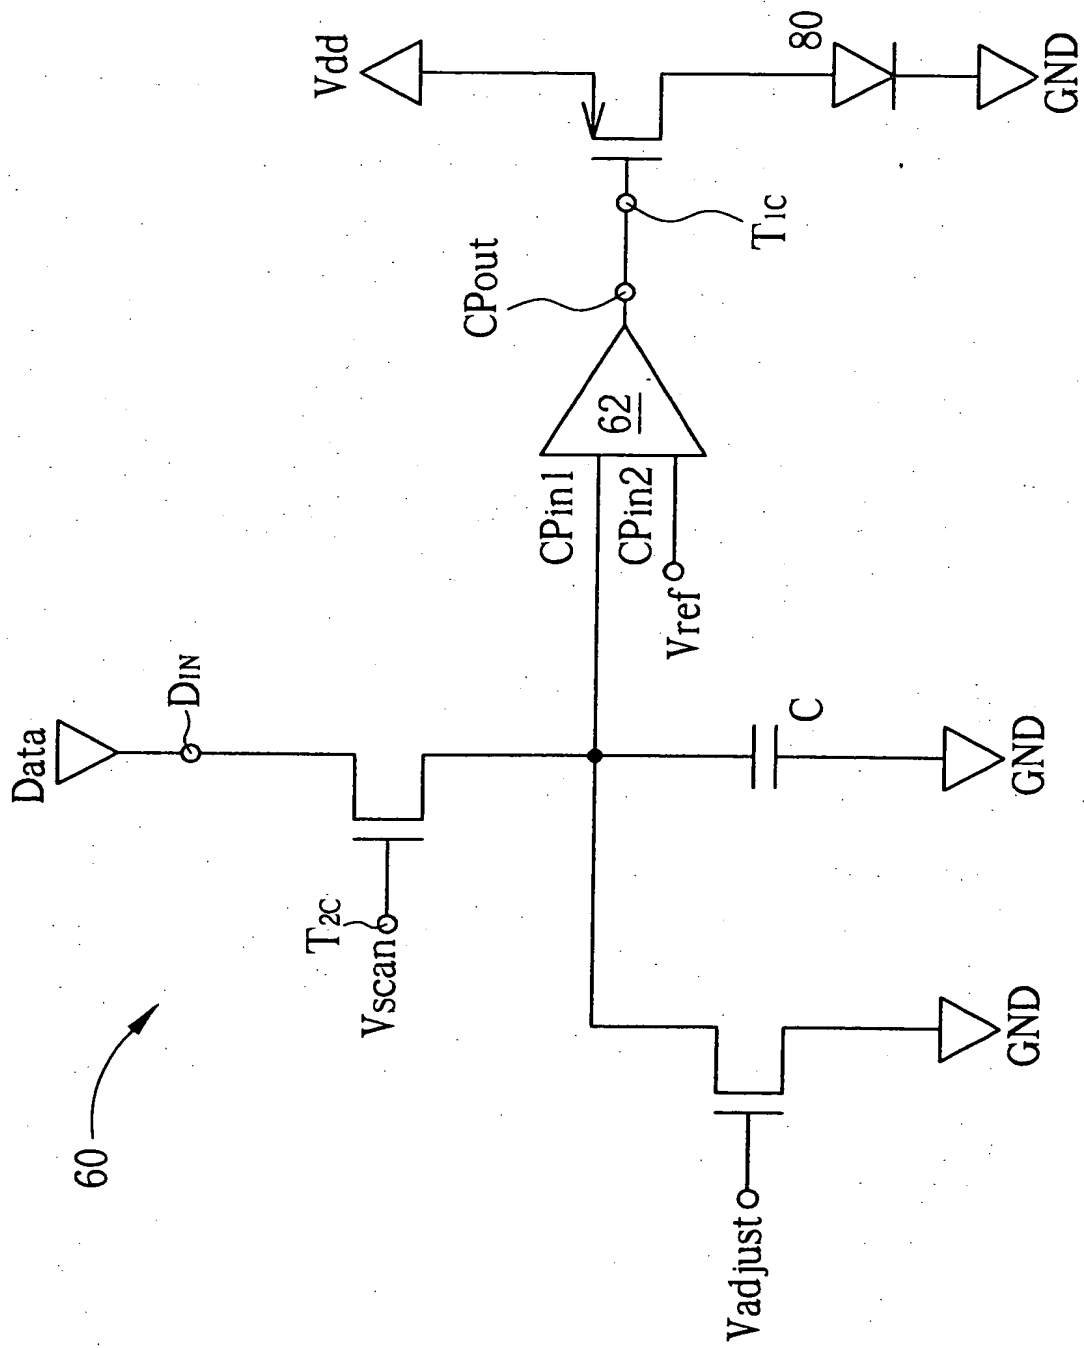 60
Data
DIN
T2C
Vscan
Vadjust
GND
C
GND
CPin1
CPin2
Vref
62
CPout
T1C
Vdd
80
GND